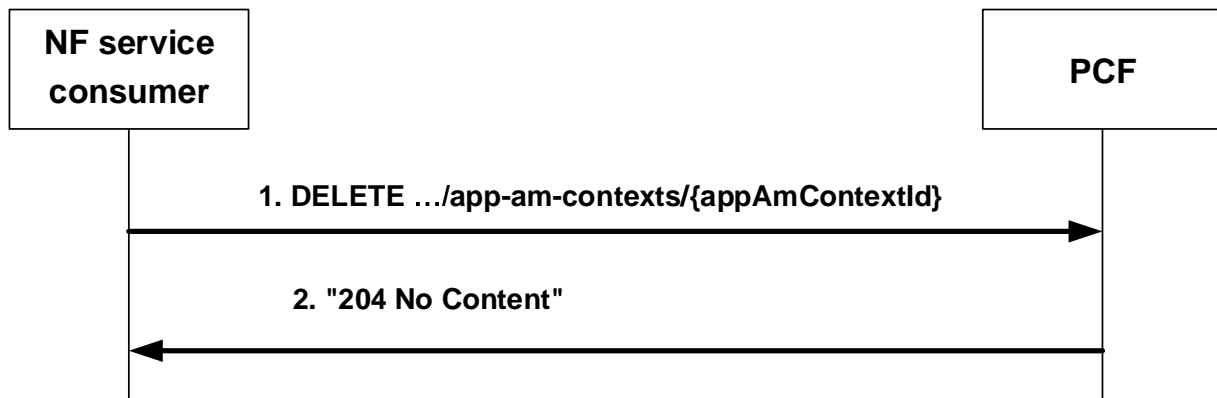 NF service
consumer
PCF
1. DELETE …/app-am-contexts/{appAmContextId}
2. "204 No Content"